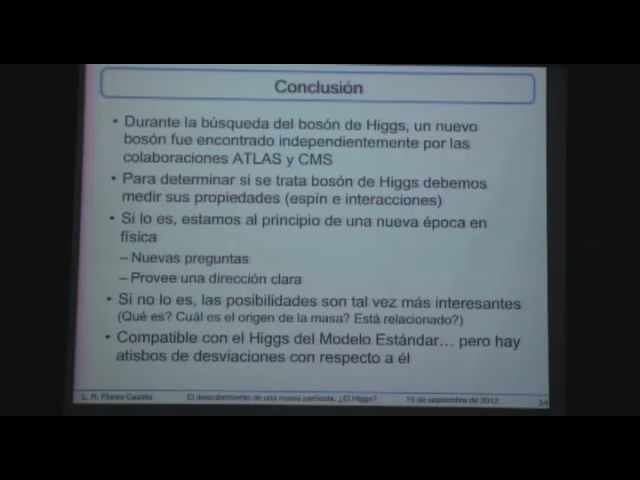 Conclusión
• Durante la búsqueda del bosón de Higgs, un nuevo
bosón fue encontrado independientemente por las
colaboraciones ATLAS y CMS
• Para determinar si se trata bosón de Higgs debemos
medir sus propiedades (espín e interacciones)
• Si lo es, estamos al principio de una nueva época en
física
– Nuevas preguntas
– Provee una dirección clara
• Si no lo es, las posibilidades son tal vez más interesantes
(Qué es? Cuál es el origen de la masa? Está relacionado?)
• Compatible con el Higgs del Modelo Estándar... pero hay
atisbos de desviaciones con respecto a él
L. R. Flores Castillo El descubrimiento de una nueva partícula, ¿El Higgs? 19 de septiembre de 2012 34